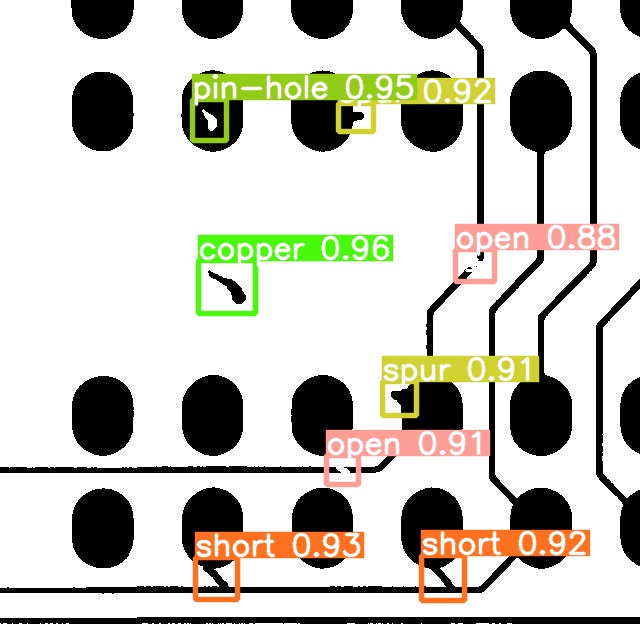 pin-hole 0.95
0.92
copper 0.96
open 0.88
spur 0.91
open 0.91
short 0.93
short 0.92